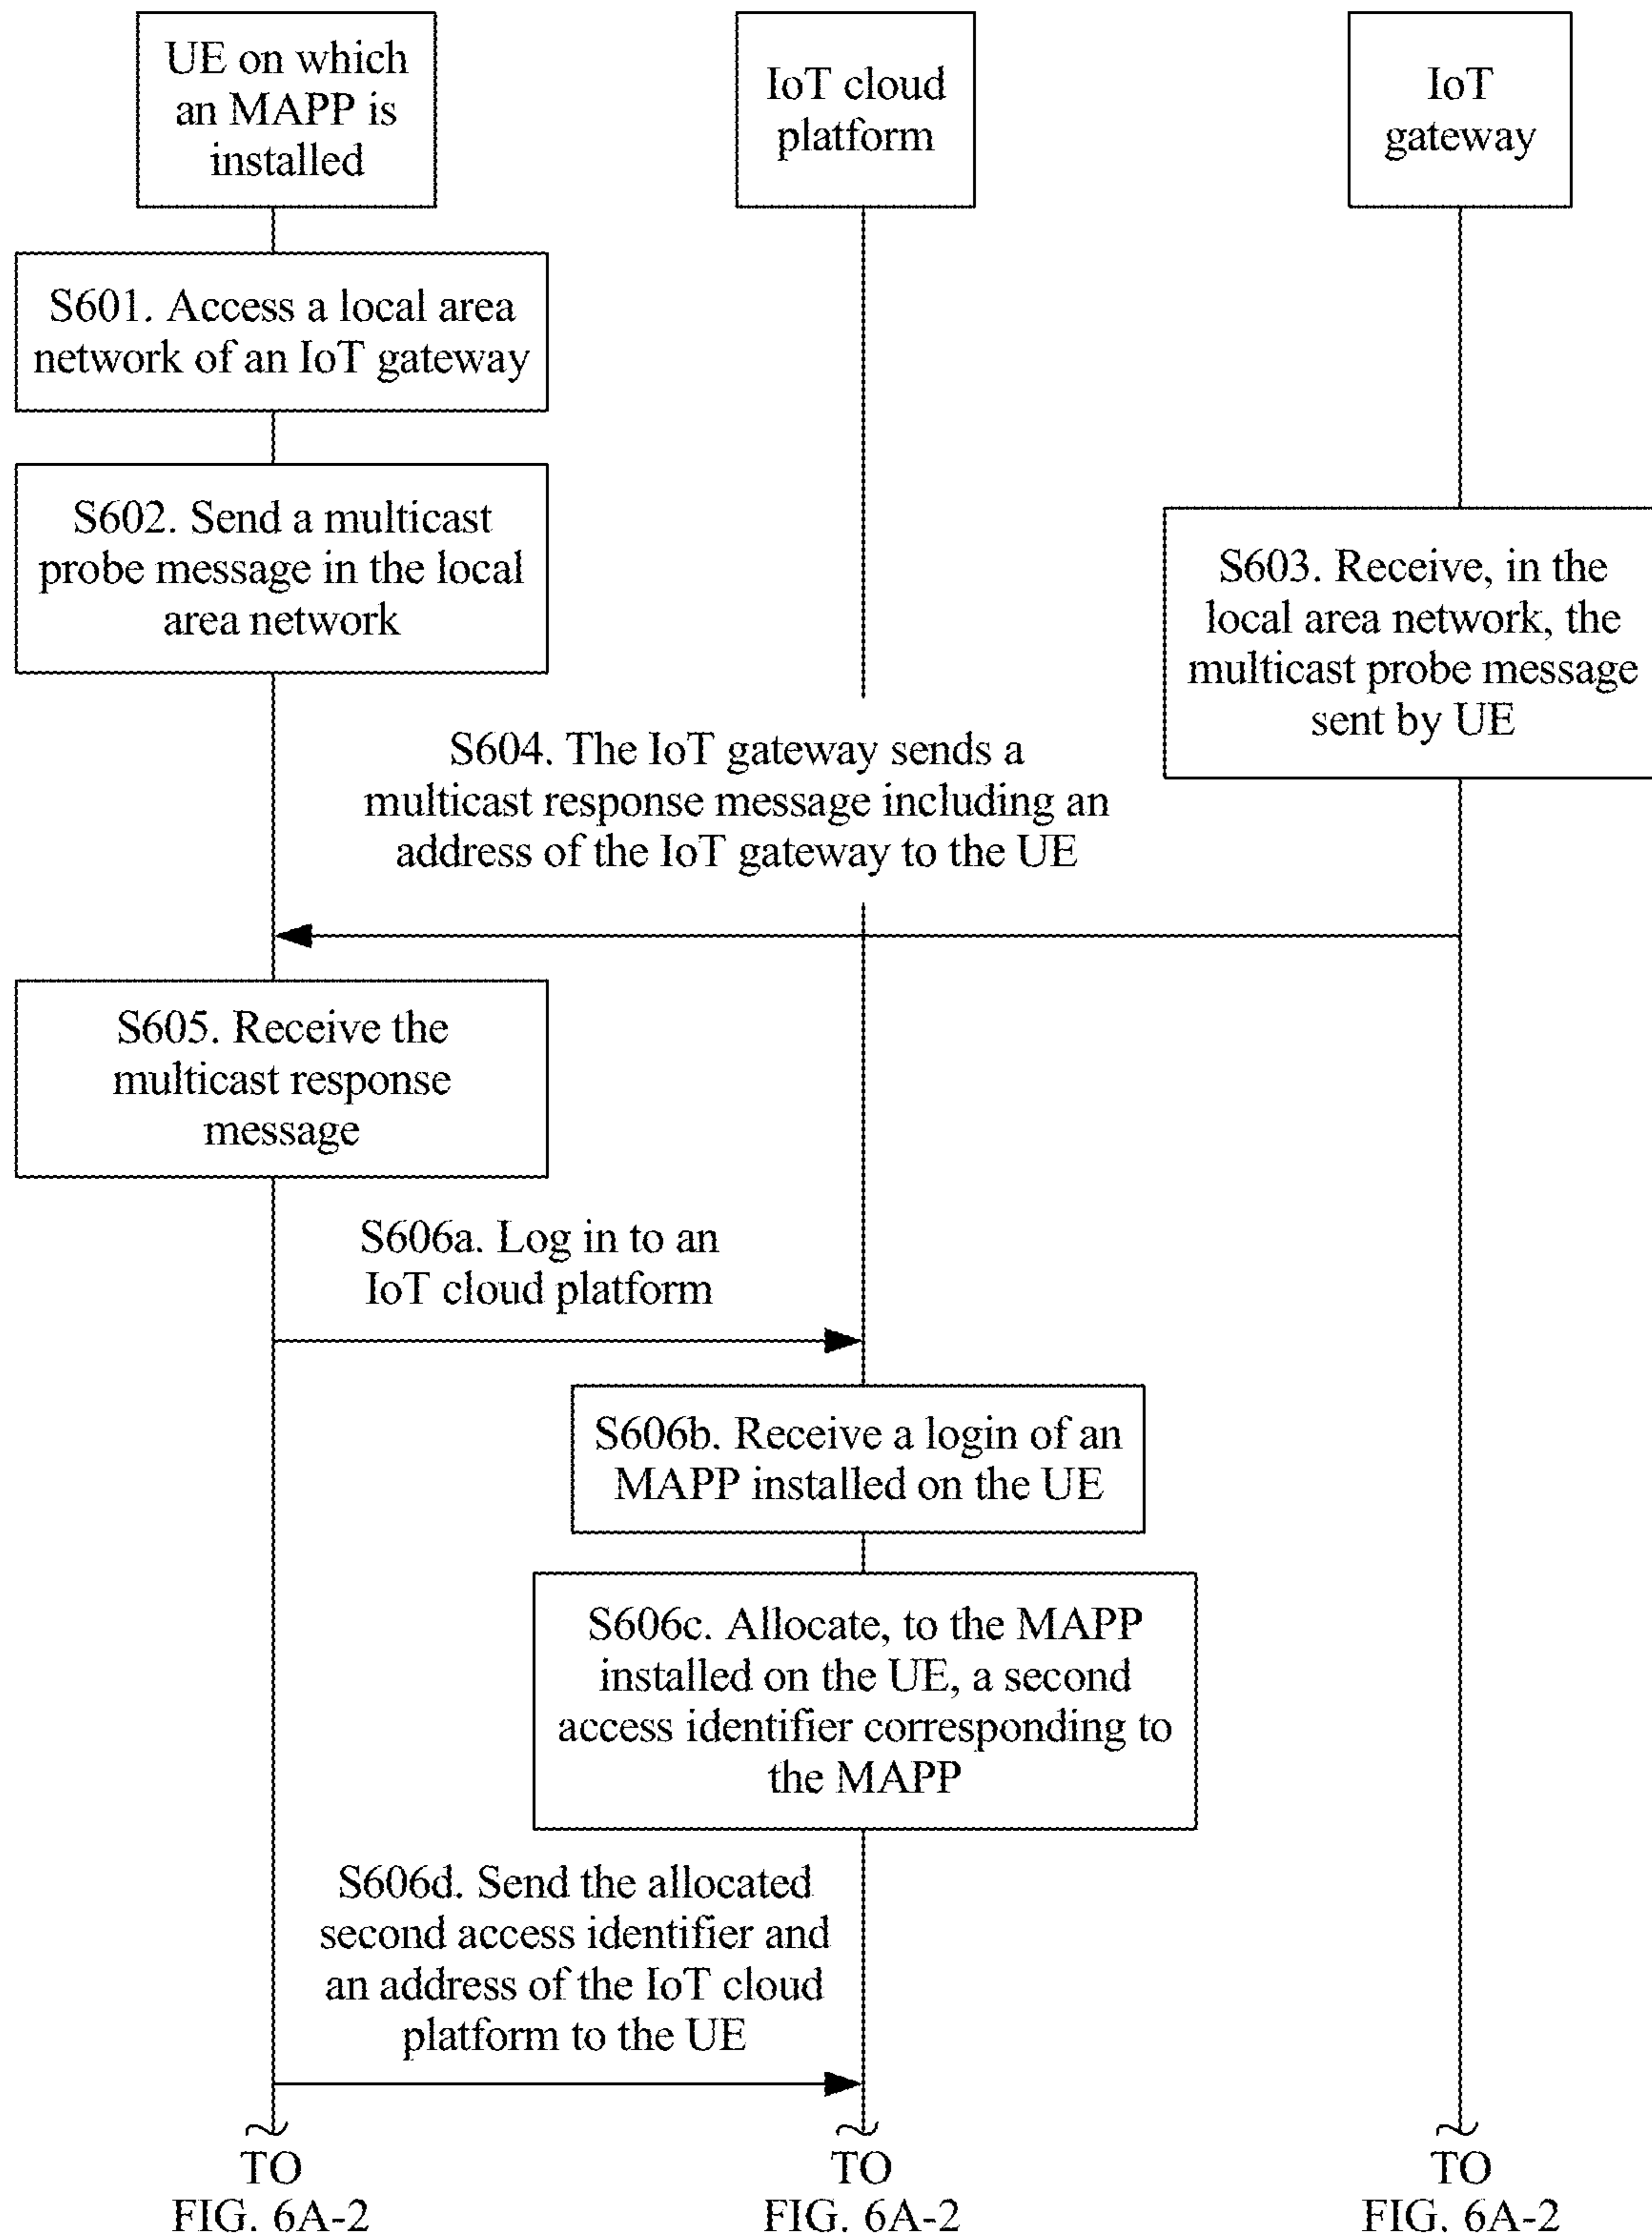 UE on which
an MAPP is
installed
IoT cloud
platform
IoT
gateway
S601. Access a local area
network of an IoT gateway
S602. Send a multicast
probe message in the local
area network
S603. Receive, in the
local area network, the
multicast probe message
sent by UE
S604. The IoT gateway sends a
multicast response message including an
address of the IoT gateway to the UE
S605. Receive the
multicast response
message
S606a. Log in to an
IoT cloud platform
S606b. Receive a login of an
MAPP installed on the UE
S606c. Allocate, to the MAPP
installed on the UE, a second
access identifier corresponding to
the MAPP
S606d. Send the allocated
second access identifier and
an address of the IoT cloud
platform to the UE
TO
FIG. 6A-2
TO
FIG. 6A-2
TO
FIG. 6A-2